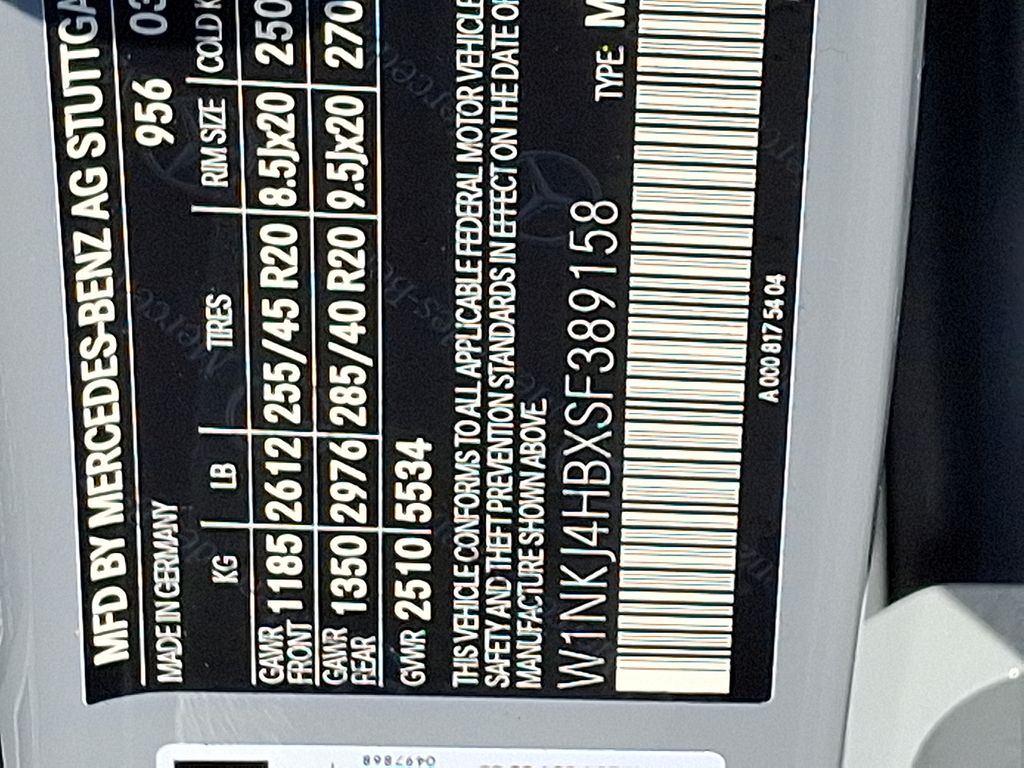 MFD BY MERCEDES-BENZ AG STUTTGA
MADE IN GERMANY 956 03
KG LB TIRES RIM SIZE COLD K
GAWR FRONT 1185 2612 255/45 R20 8.5Jx20 250
GAWR REAR 1350 2976 285/40 R20 9.5Jx20 270
GVWR 2510 5534
THIS VEHICLE CONFORMS TO ALL APPLICABLE FEDERAL MOTOR VEHICLE
SAFETY AND THEFT PREVENTION STANDARDS IN EFFECT ON THE DATE OF
MANUFACTURE SHOWN ABOVE.
W1NKJ4HBXSF389158 TYPE: M
A 000 817 54 04
0497868